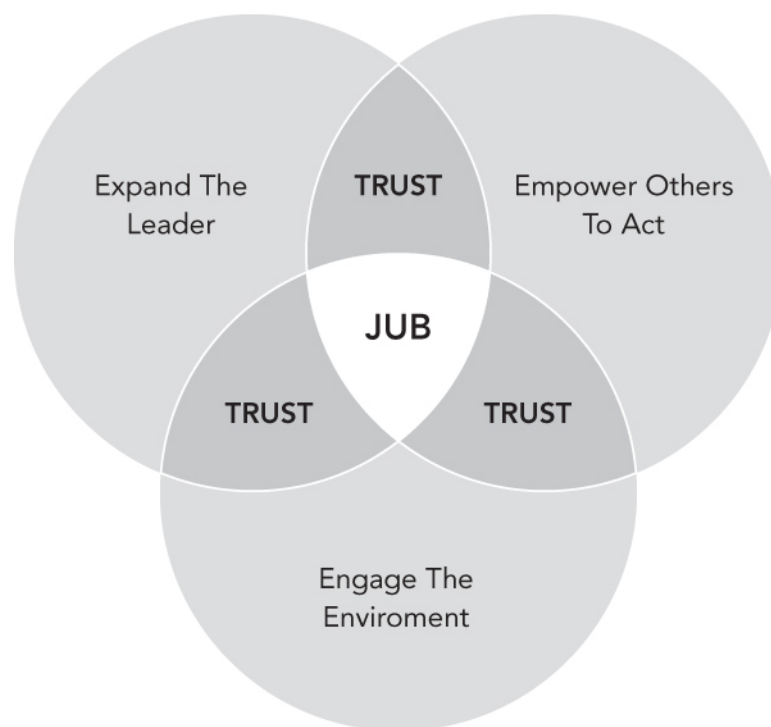 Expand The
Leader
TRUST
Empower Others
To Act
JUB
TRUST
TRUST
Engage The
Enviroment